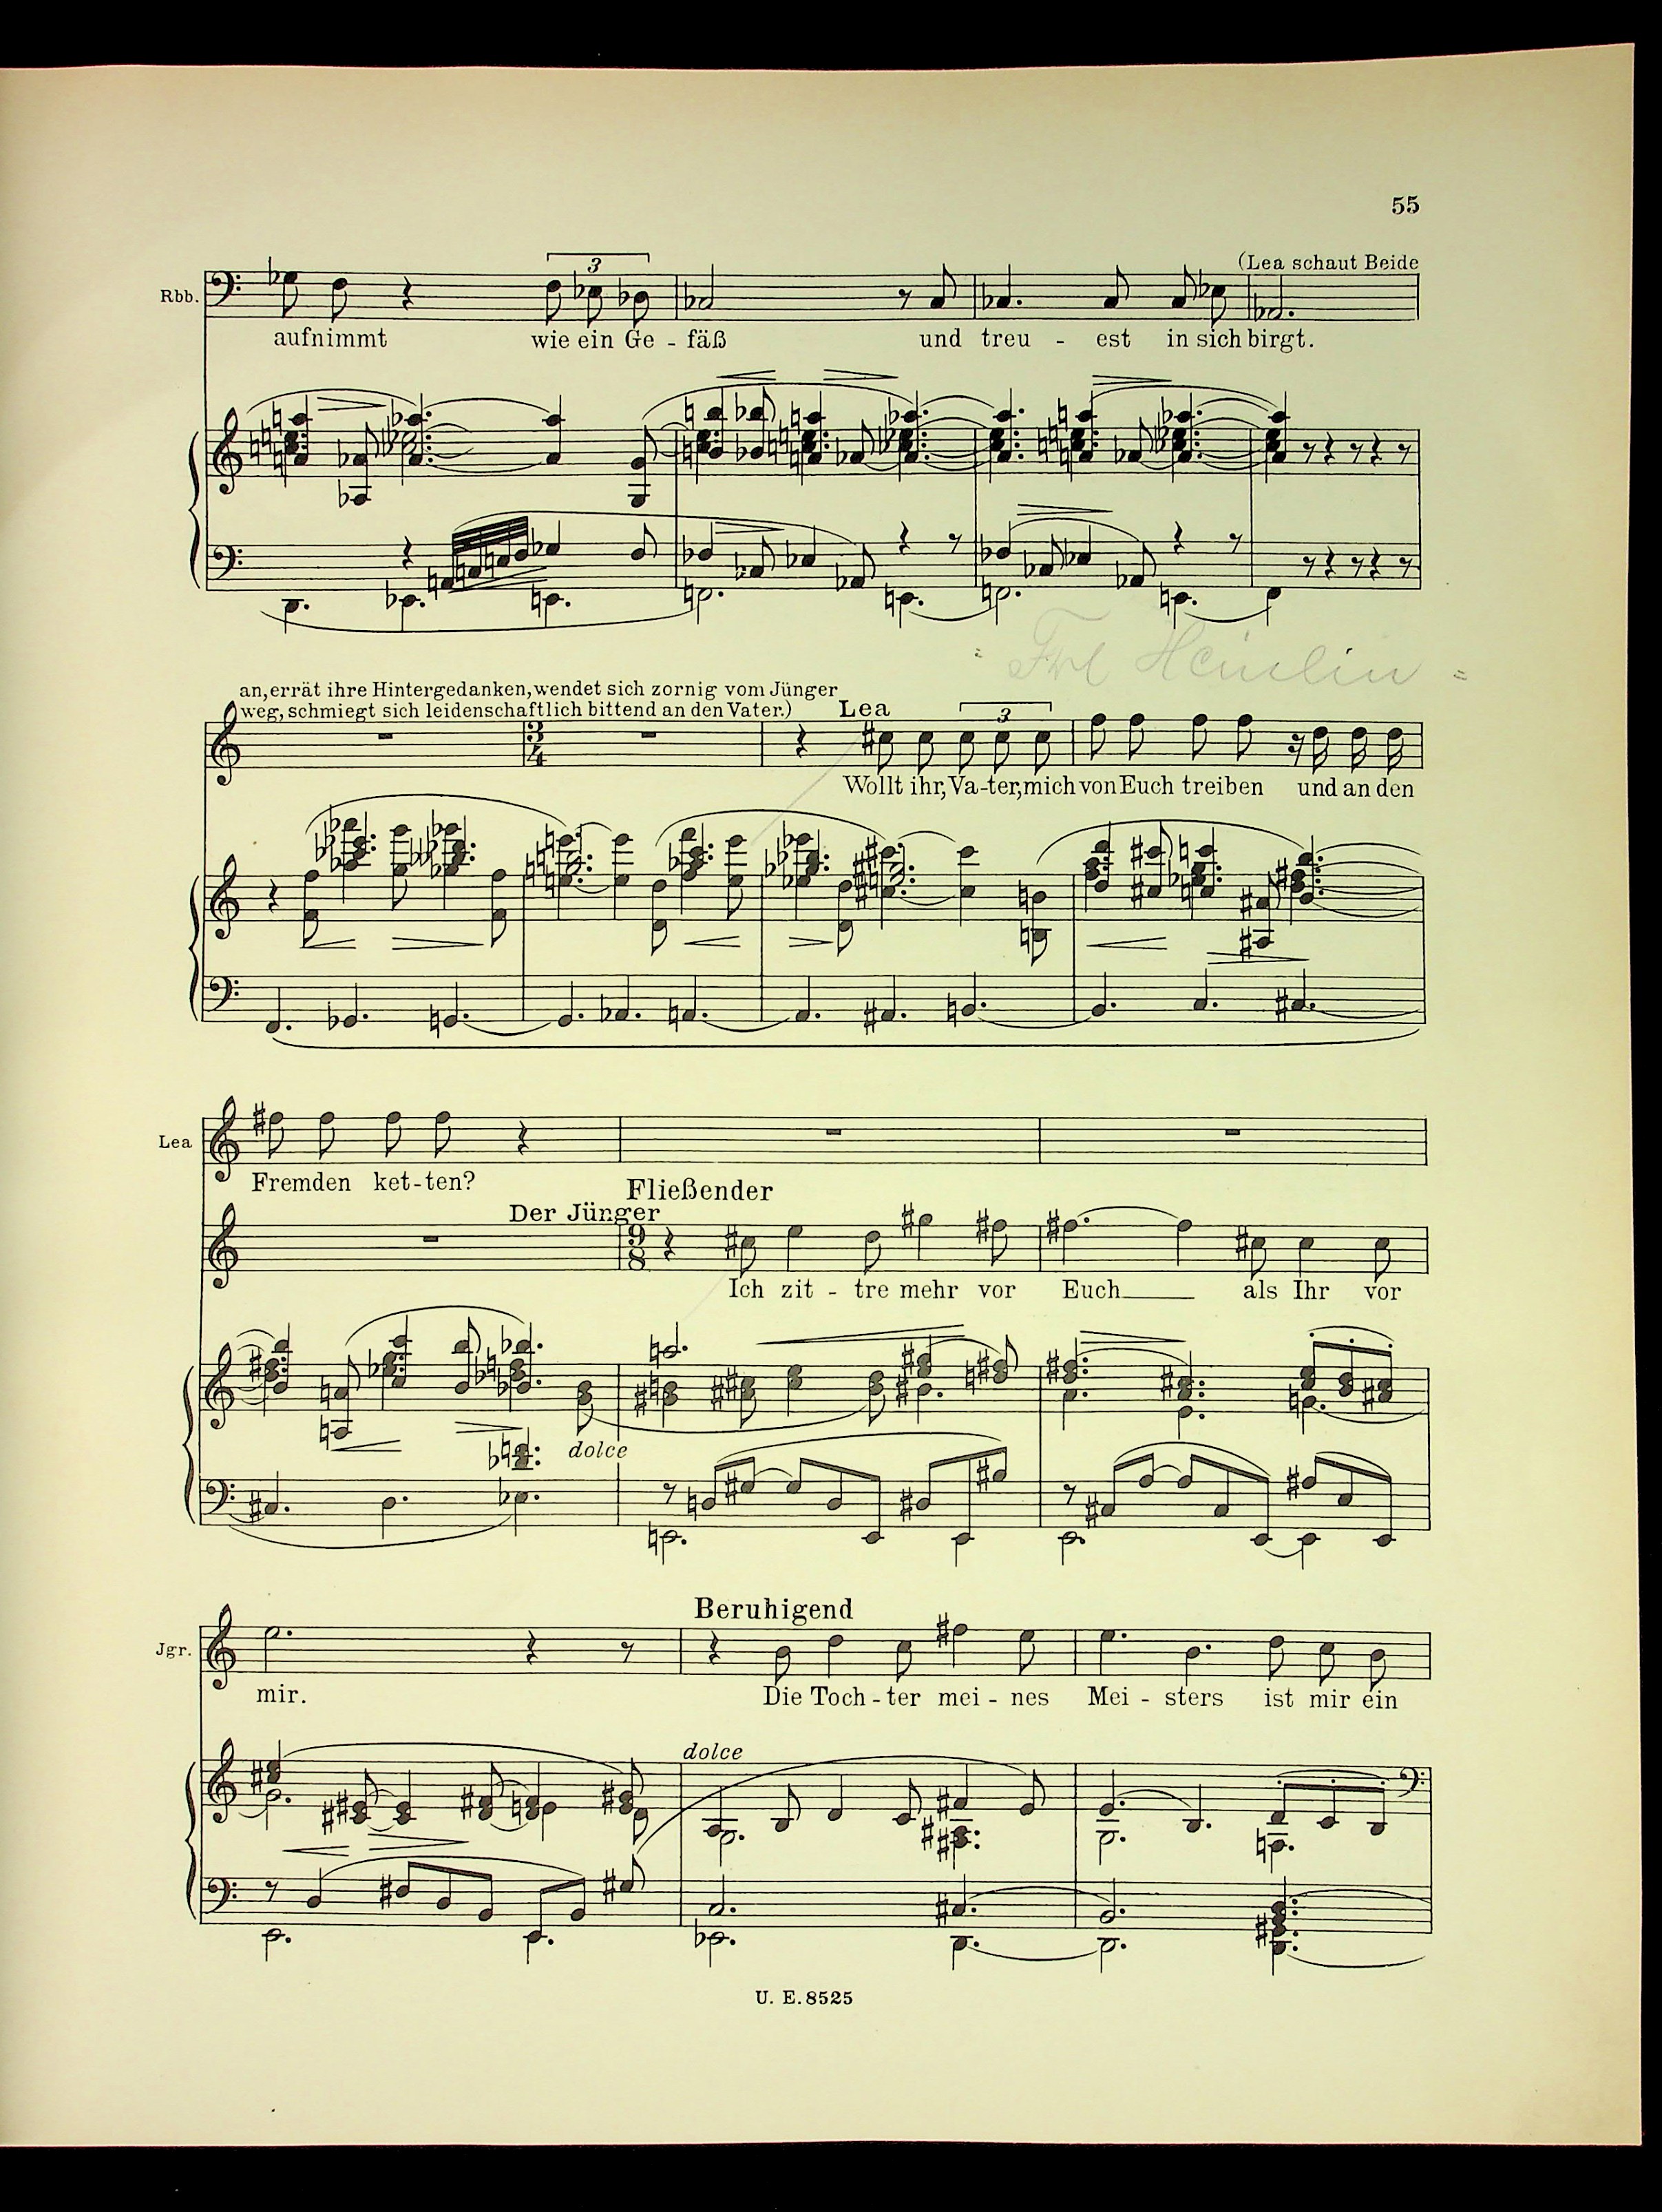 55
(Lea schaut Beide
Rbb.
3
aufnimmt wie ein Ge - fäß und treu - est in sich birgt.
an, errät ihre Hintergedanken, wendet sich zornig vom Jünger
weg, schmiegt sich leidenschaftlich bittend an den Vater.)
Lea
3
3
4
Wollt ihr, Va-ter, mich von Euch treiben und an den
Lea
Fremden ket-ten?
Fließender
Der Jünger
9
8
Ich zit - tre mehr vor Euch als Ihr vor
dolce
Beruhigend
Jgr.
mir. Die Toch - ter mei - nes Mei - sters ist mir ein
dolce
U. E. 8525